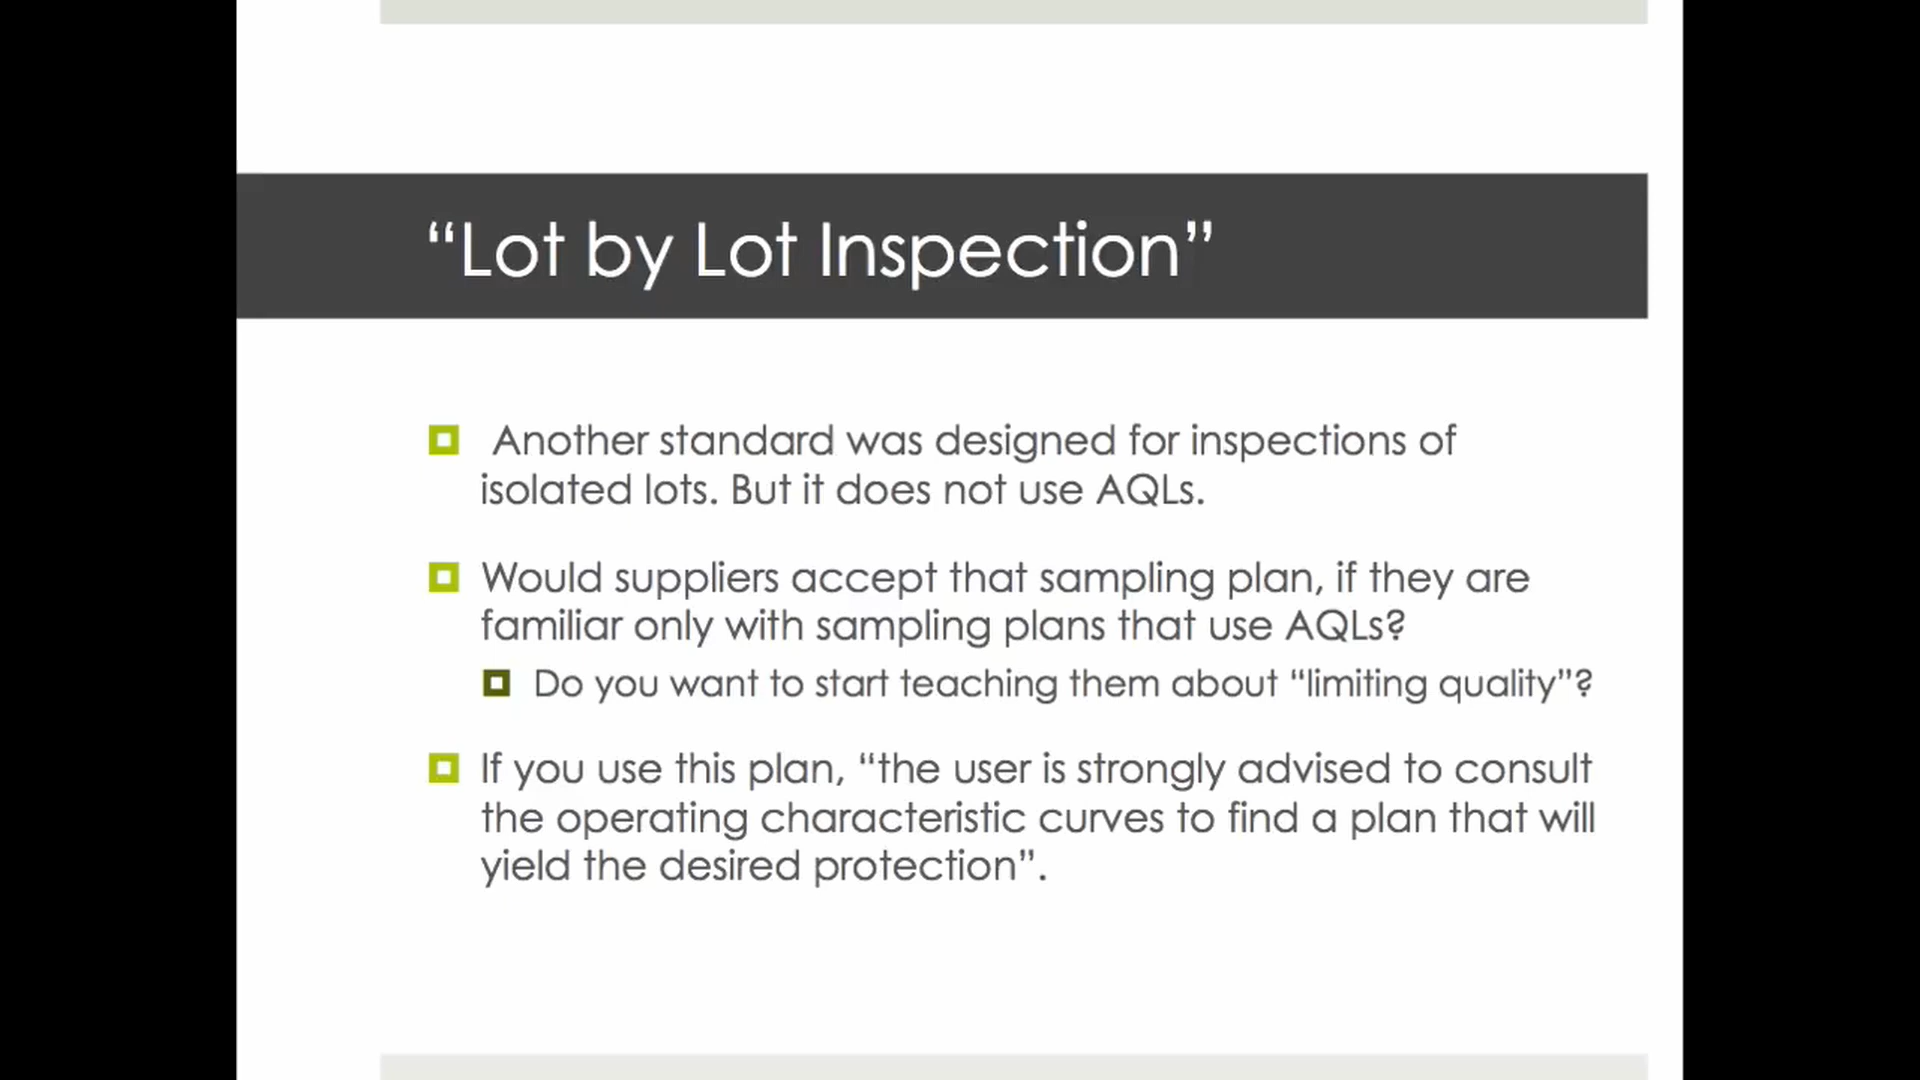 “Lot by Lot Inspection”
Another standard was designed for inspections of
isolated lots. But it does not use AQLs.
Would suppliers accept that sampling plan, if they are
familiar only with sampling plans that use AQLs?
Do you want to start teaching them about “limiting quality”?
If you use this plan, “the user is strongly advised to consult
the operating characteristic curves to find a plan that will
yield the desired protection”.